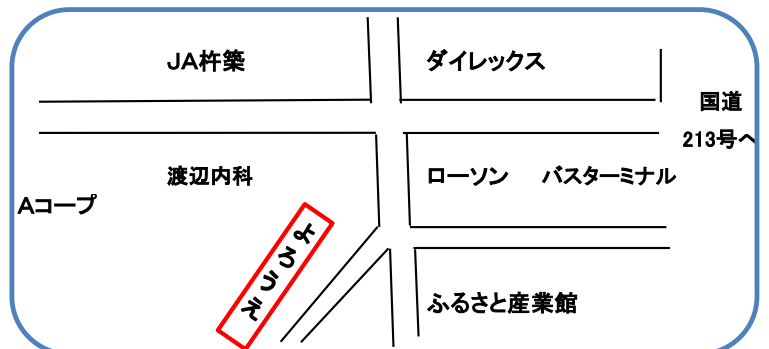 JA杵築
ダイレックス
国道
213号へ
渡辺内科
ローソン
バスターミナル
Aコープ
よろうえ
ふるさと産業館